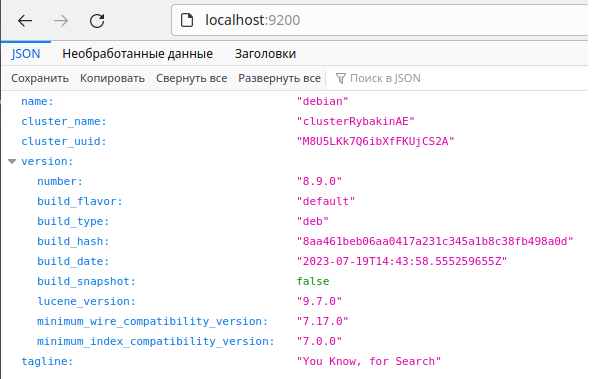 localhost:9200
JSON Необработанные данные Заголовки
Сохранить Копировать Свернуть все Развернуть все Поиск в JSON
name: "debian"
cluster_name: "clusterRybakinAE"
cluster_uuid: "M8U5LKk7Q6ibXfFKUjCS2A"
version:
number: "8.9.0"
build_flavor: "default"
build_type: "deb"
build_hash: "8aa461beb06aa0417a231c345a1b8c38fb498a0d"
build_date: "2023-07-19T14:43:58.555259655Z"
build_snapshot: false
lucene_version: "9.7.0"
minimum_wire_compatibility_version: "7.17.0"
minimum_index_compatibility_version: "7.0.0"
tagline: "You Know, for Search"